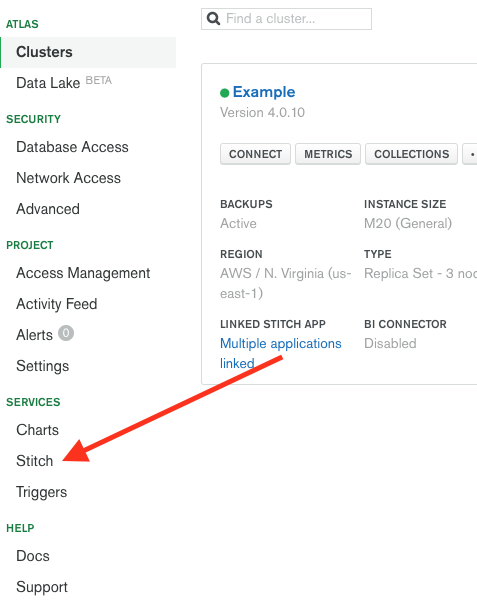 ATLAS
Clusters
Data Lake BETA
SECURITY
Database Access
Network Access
Advanced
PROJECT
Access Management
Activity Feed
Alerts 0
Settings
SERVICES
Charts
Stitch
Triggers
HELP
Docs
Support
Find a cluster...
Example
Version 4.0.10
CONNECT METRICS COLLECTIONS
BACKUPS INSTANCE SIZE
Active M20 (General)
REGION TYPE
AWS / N. Virginia (us- Replica Set - 3 nod
east-1)
LINKED STITCH APP BI CONNECTOR
Multiple applications Disabled
linked